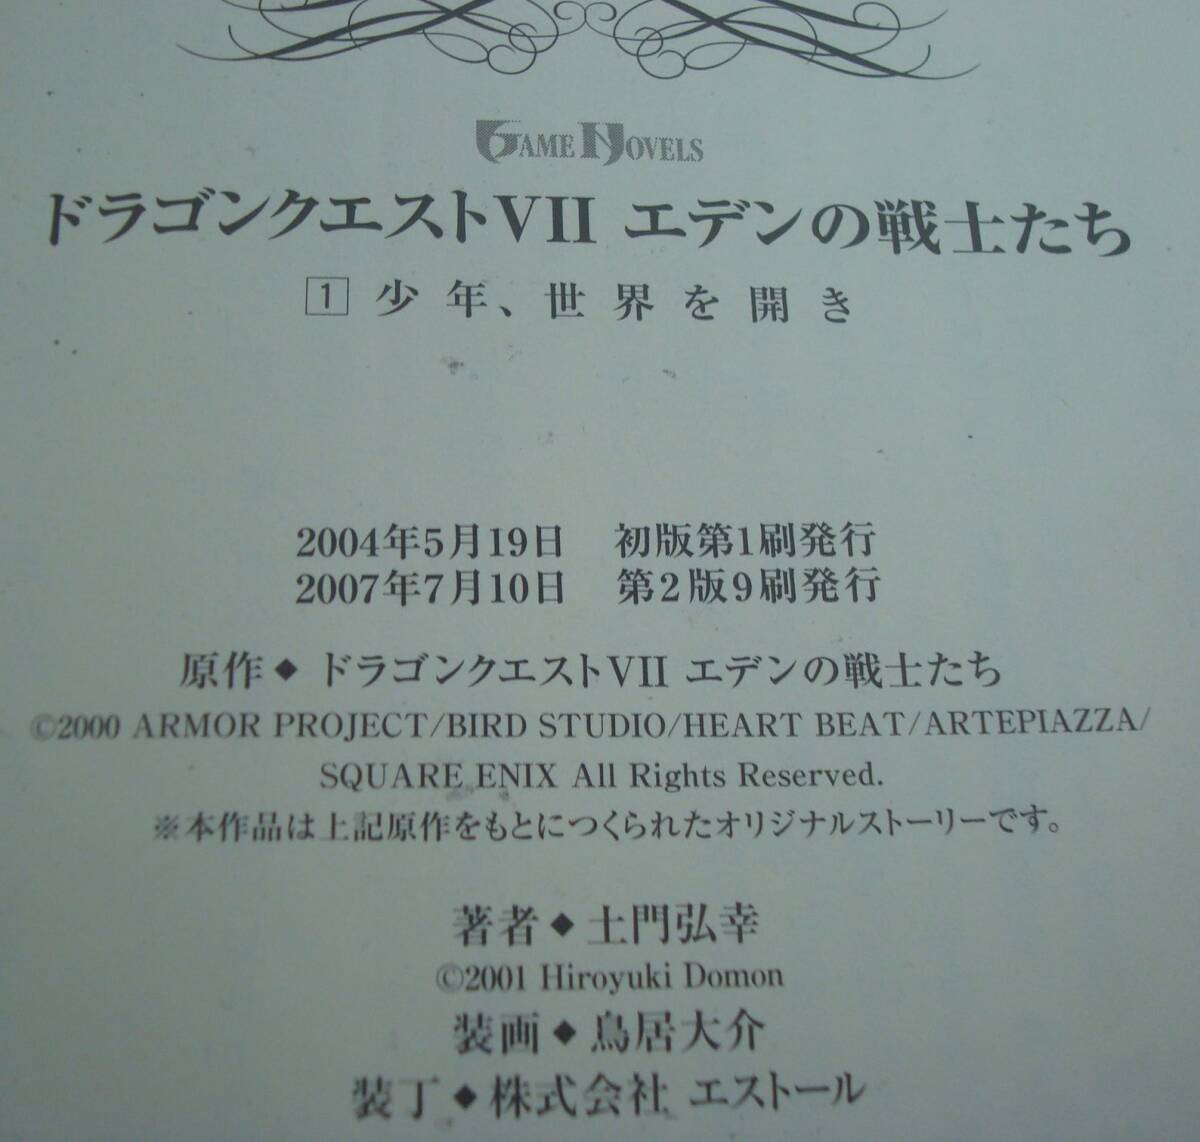 GAME NOVELS
ドラゴンクエストVII エデンの戦士たち
1 少年、世界を開き
2004年5月19日 初版第1刷発行
2007年7月10日 第2版9刷発行
原作◆ドラゴンクエストVII エデンの戦士たち
©2000 ARMOR PROJECT/BIRD STUDIO/HEART BEAT/ARTEPIAZZA/
SQUARE ENIX All Rights Reserved.
※本作品は上記原作をもとにつくられたオリジナルストーリーです。
著者◆土門弘幸
©2001 Hiroyuki Domon
装画◆鳥居大介
装丁◆株式会社 エストール